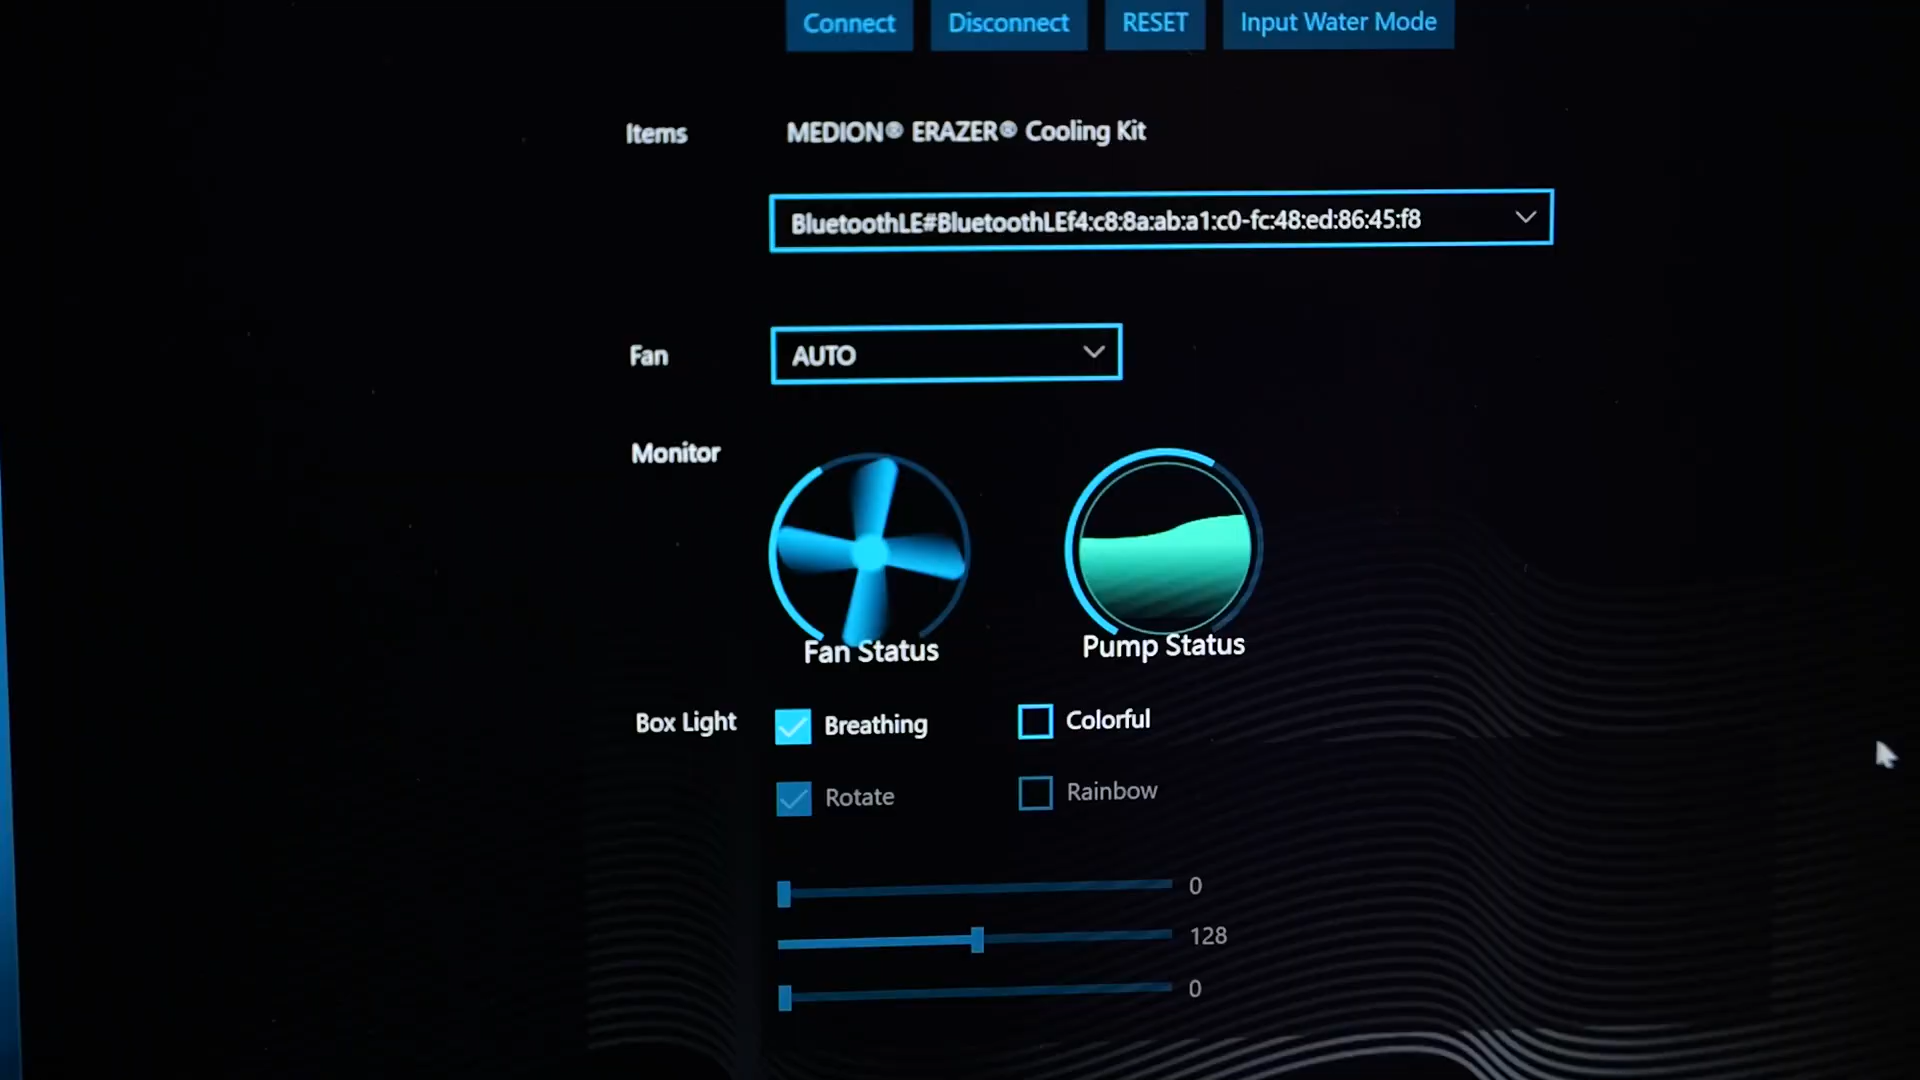 Connect Disconnect RESET Input Water Mode
Items MEDION® ERAZER® Cooling Kit
BluetoothLE#BluetoothLEf4:c8:8a:ab:a1:c0-fc:48:ed:86:45:f8
Fan AUTO
Monitor
Fan Status Pump Status
Box Light Breathing Colorful
Rotate Rainbow
0
128
0